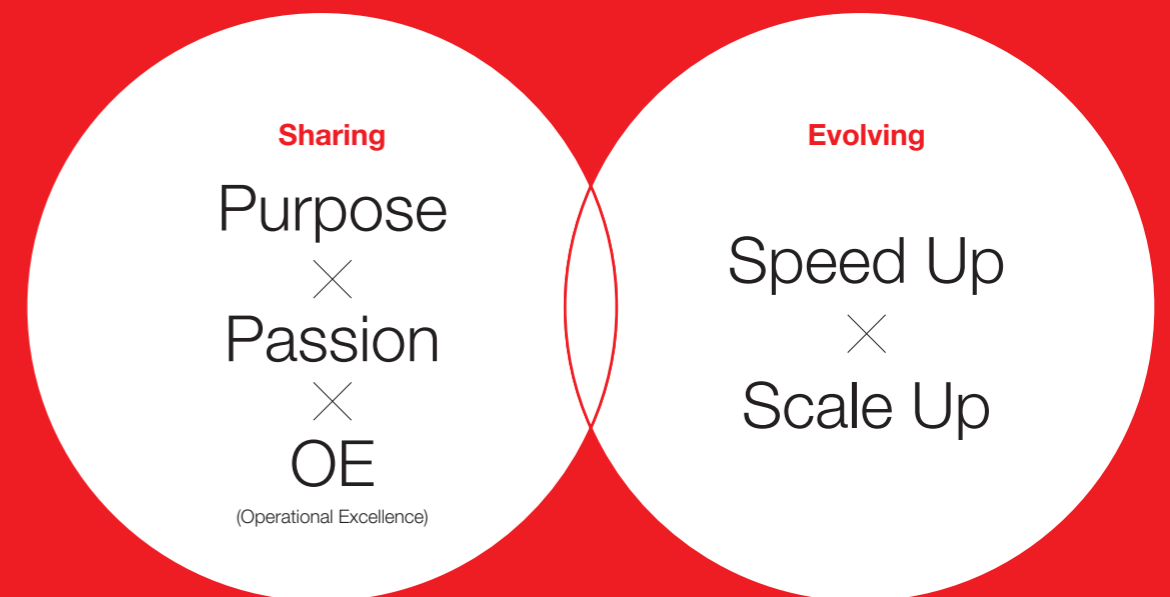 Sharing
Purpose
×
Passion
×
OE
(Operational Excellence)
Evolving
Speed Up
×
Scale Up